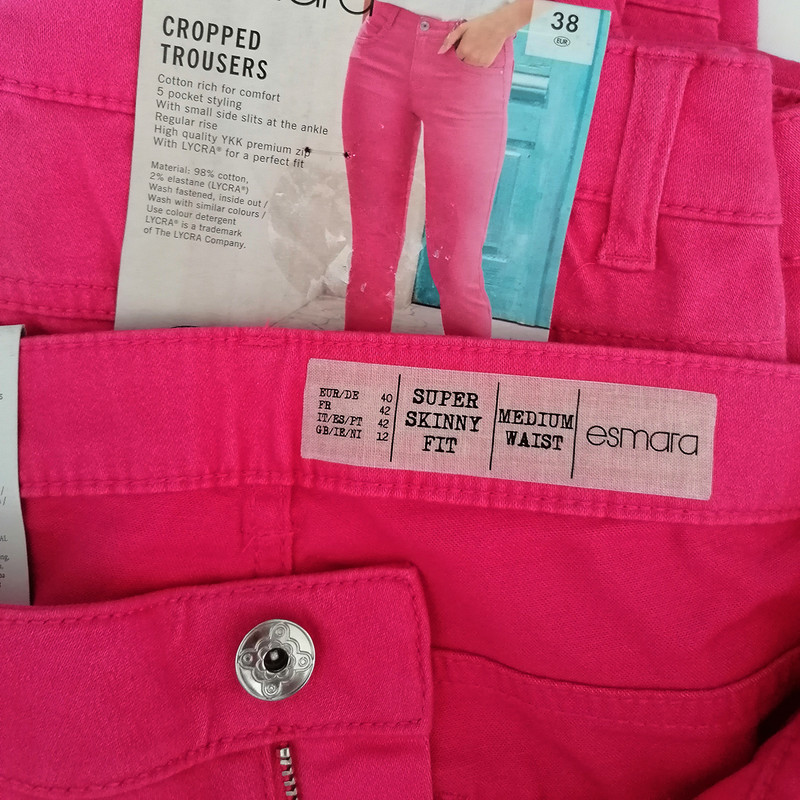 38
EUR
CROPPED
TROUSERS
Cotton rich for comfort
5 pocket styling
With small side slits at the ankle
Regular rise
High quality YKK premium zip
With LYCRA® for a perfect fit
Material: 98% cotton,
2% elastane (LYCRA®)
Wash fastened, inside out /
Wash with similar colours /
Use colour detergent
LYCRA® is a trademark
of The LYCRA Company.
EUR/DE 40
FR 42
IT/ES/PT 42
GB/IE/NI 12
SUPER
SKINNY
FIT
MEDIUM
WAIST
esmara